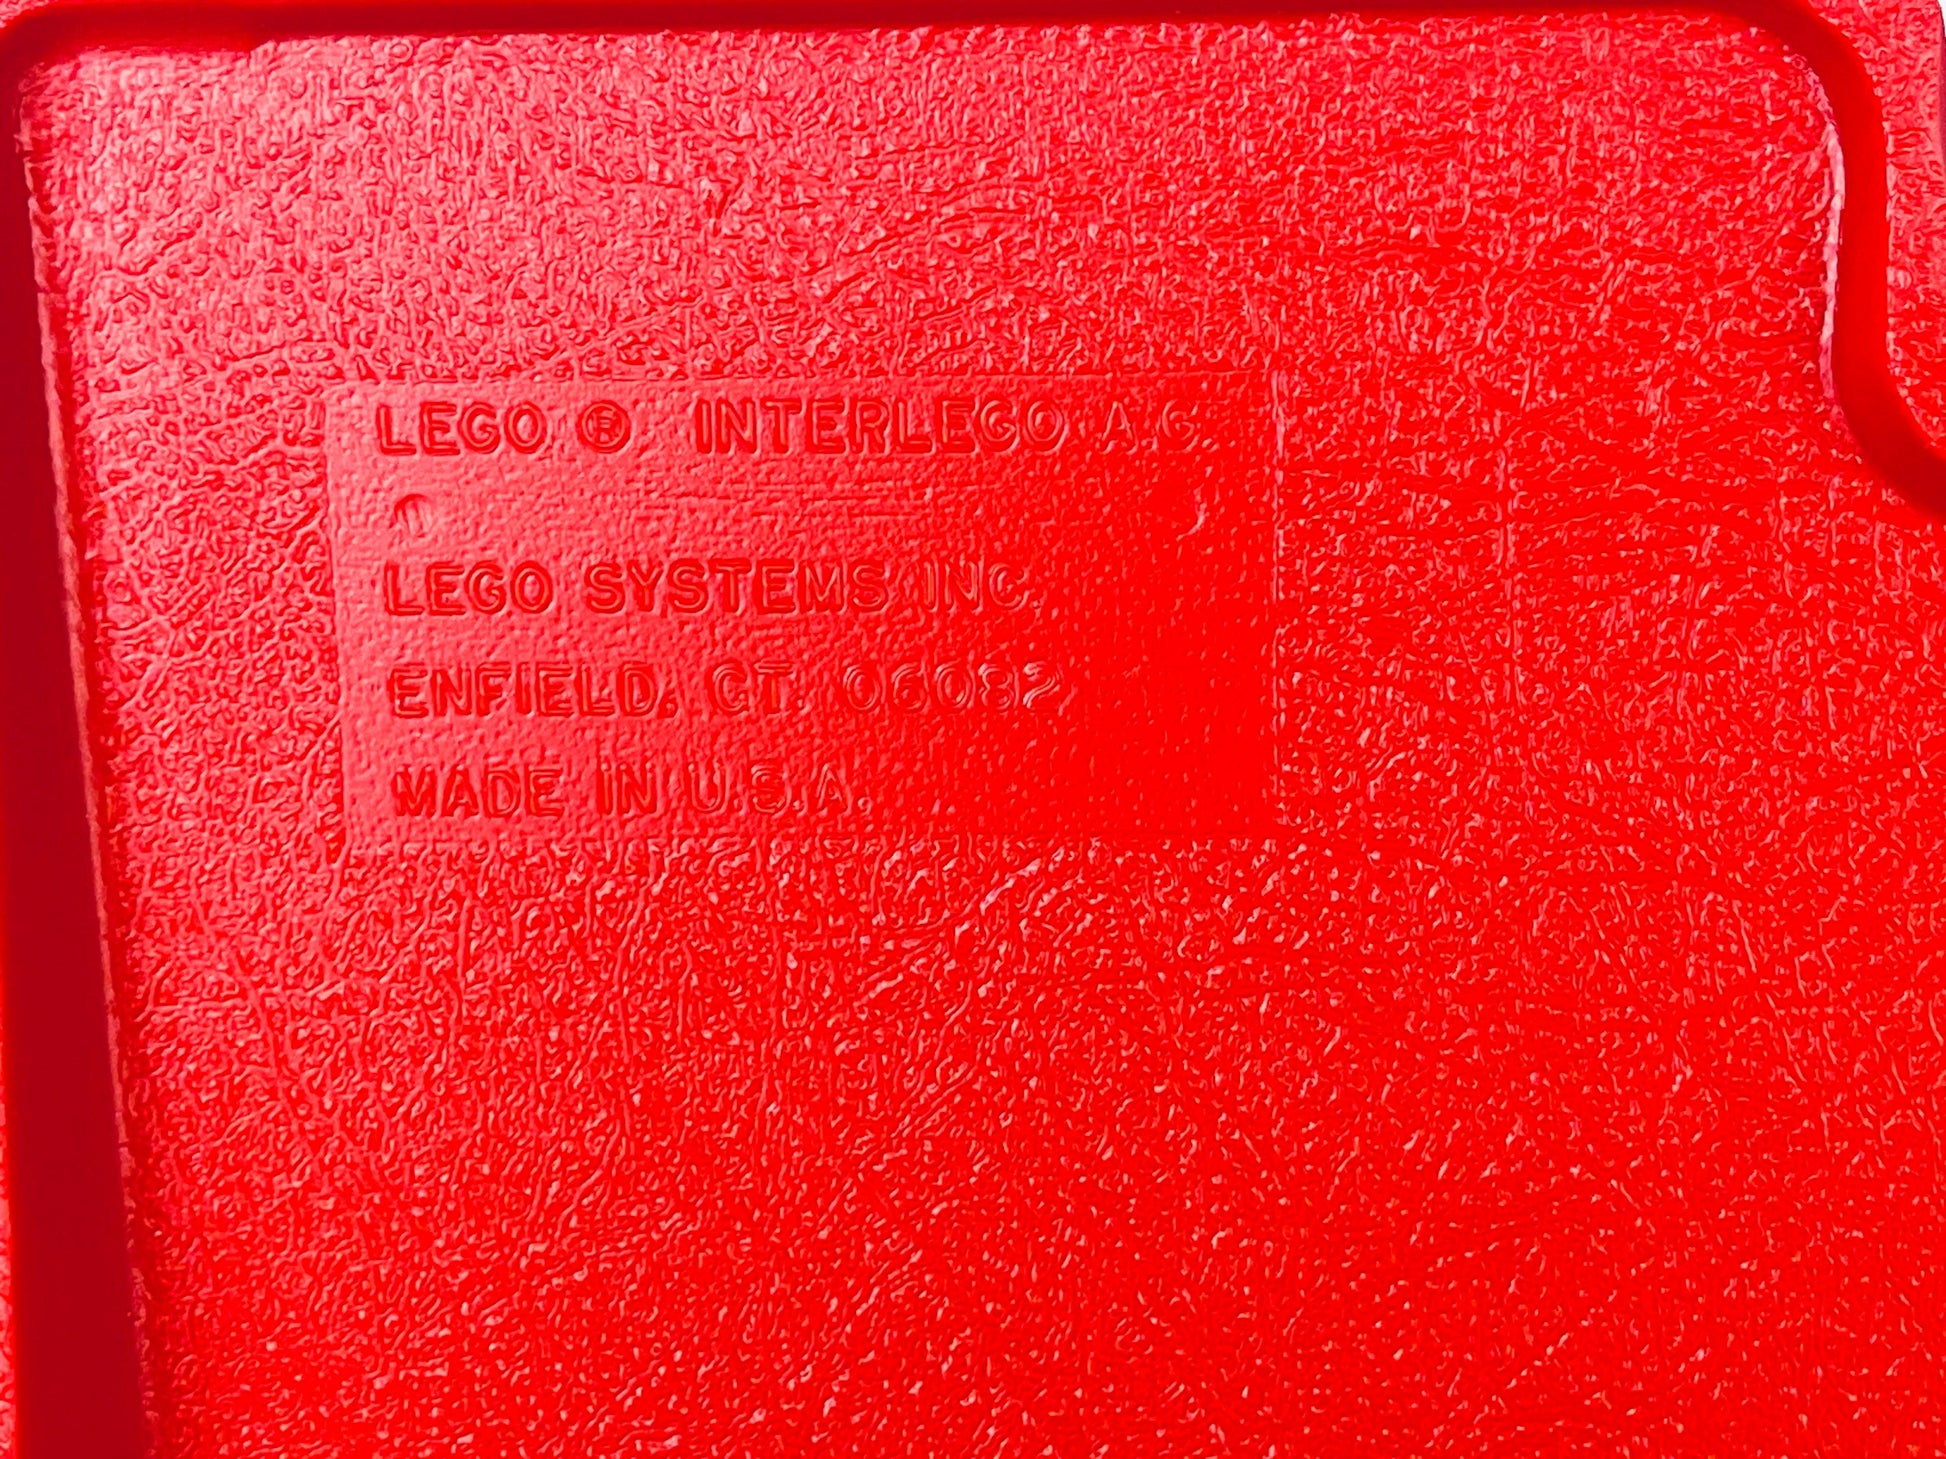 LEGO ® INTERLEGO A.G.
LEGO SYSTEMS INC.
ENFIELD, CT. 06082
MADE IN U.S.A.